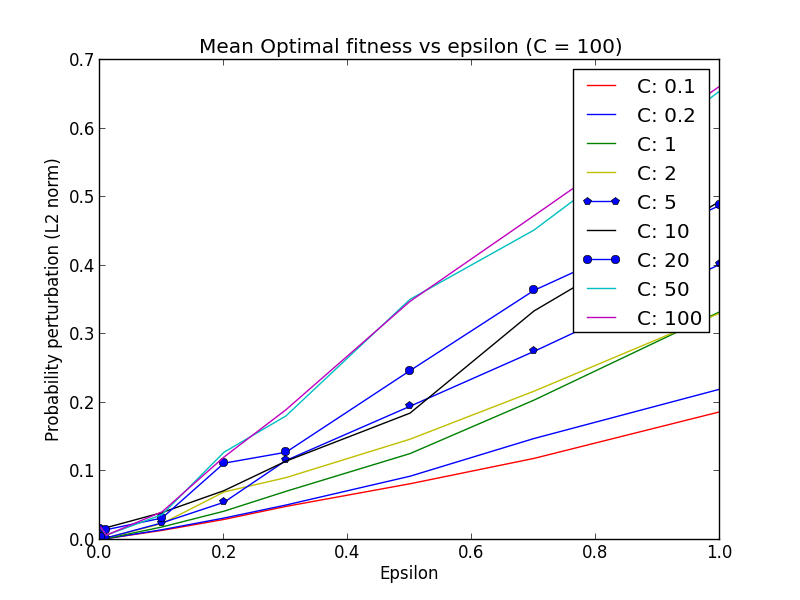 Mean Optimal fitness vs epsilon (C = 100)
0.7
0.6
0.5
0.4
0.3
0.2
0.1
0.0
Probability perturbation (L2 norm)
C: 0.1
C: 0.2
C: 1
C: 2
C: 5
C: 10
C: 20
C: 50
C: 100
0.0 0.2 0.4 0.6 0.8 1.0
Epsilon